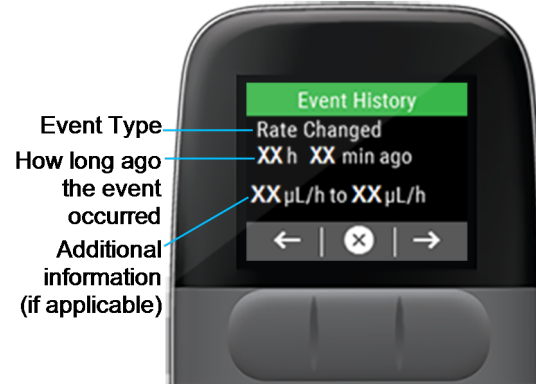 Event History
Event Type
Rate Changed
How long ago
the event
occurred
XX h XX min ago
Additional
information
(if applicable)
XX µL/h to XX µL/h